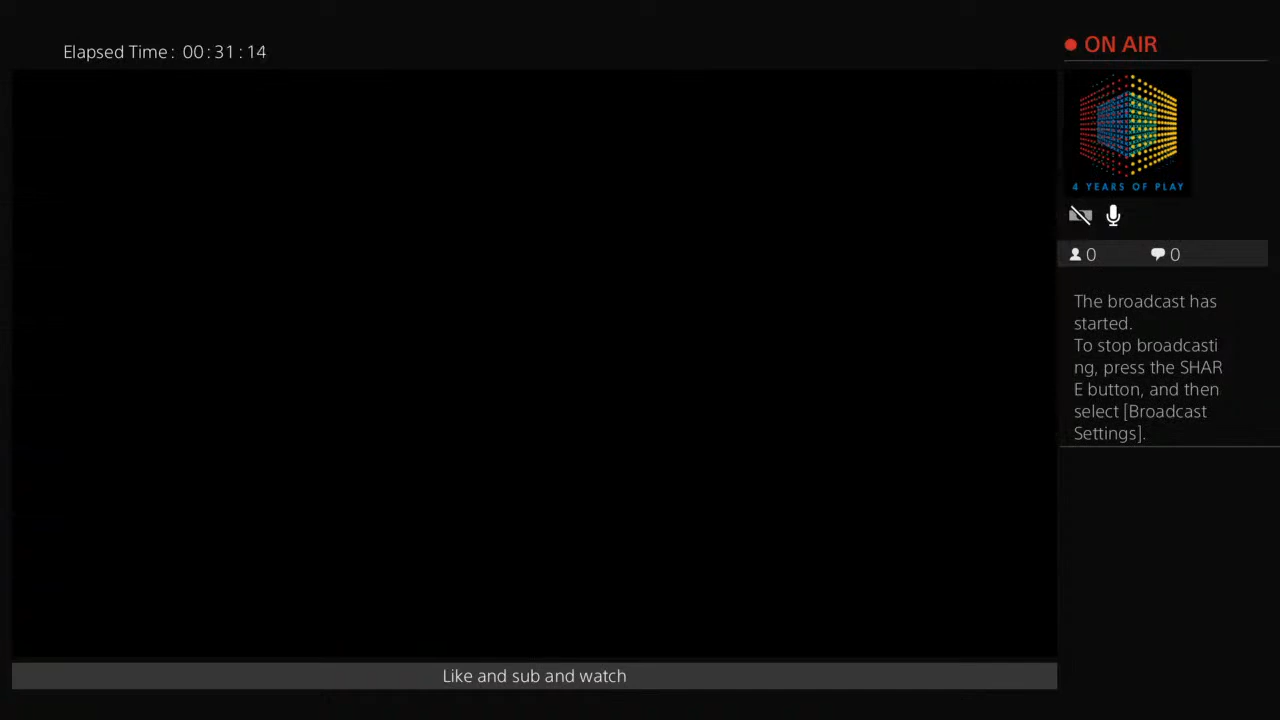 Elapsed Time: 00:31:14
ON AIR
4 YEARS OF PLAY
0 0
The broadcast has
started.
To stop broadcasti
ng, press the SHAR
E button, and then
select [Broadcast
Settings].
Like and sub and watch